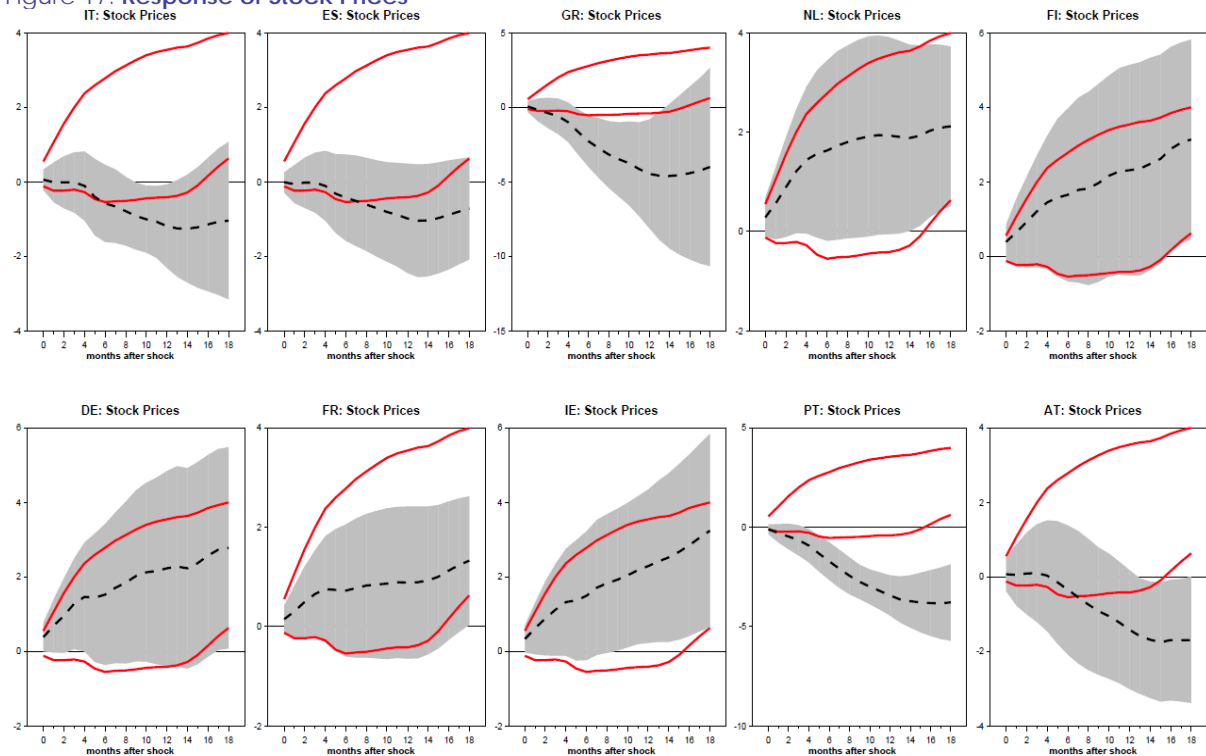 Figure 17: Response of Stock Prices
IT: Stock Prices
ES: Stock Prices
GR: Stock Prices
NL: Stock Prices
FI: Stock Prices
4
2
0
-2
-4
0 2 4 6 8 10 12 14 16 18
months after shock
4
2
0
-2
-4
0 2 4 6 8 10 12 14 16 18
months after shock
5
0
-5
-10
-15
0 2 4 6 8 10 12 14 16 18
months after shock
4
2
0
-2
0 2 4 6 8 10 12 14 16 18
months after shock
6
4
2
0
-2
0 2 4 6 8 10 12 14 16 18
months after shock
DE: Stock Prices
FR: Stock Prices
IE: Stock Prices
PT: Stock Prices
AT: Stock Prices
6
4
2
0
-2
0 2 4 6 8 10 12 14 16 18
months after shock
4
2
0
-2
0 2 4 6 8 10 12 14 16 18
months after shock
6
4
2
0
-2
0 2 4 6 8 10 12 14 16 18
months after shock
5
0
-5
-10
0 2 4 6 8 10 12 14 16 18
months after shock
4
2
0
-2
-4
0 2 4 6 8 10 12 14 16 18
months after shock